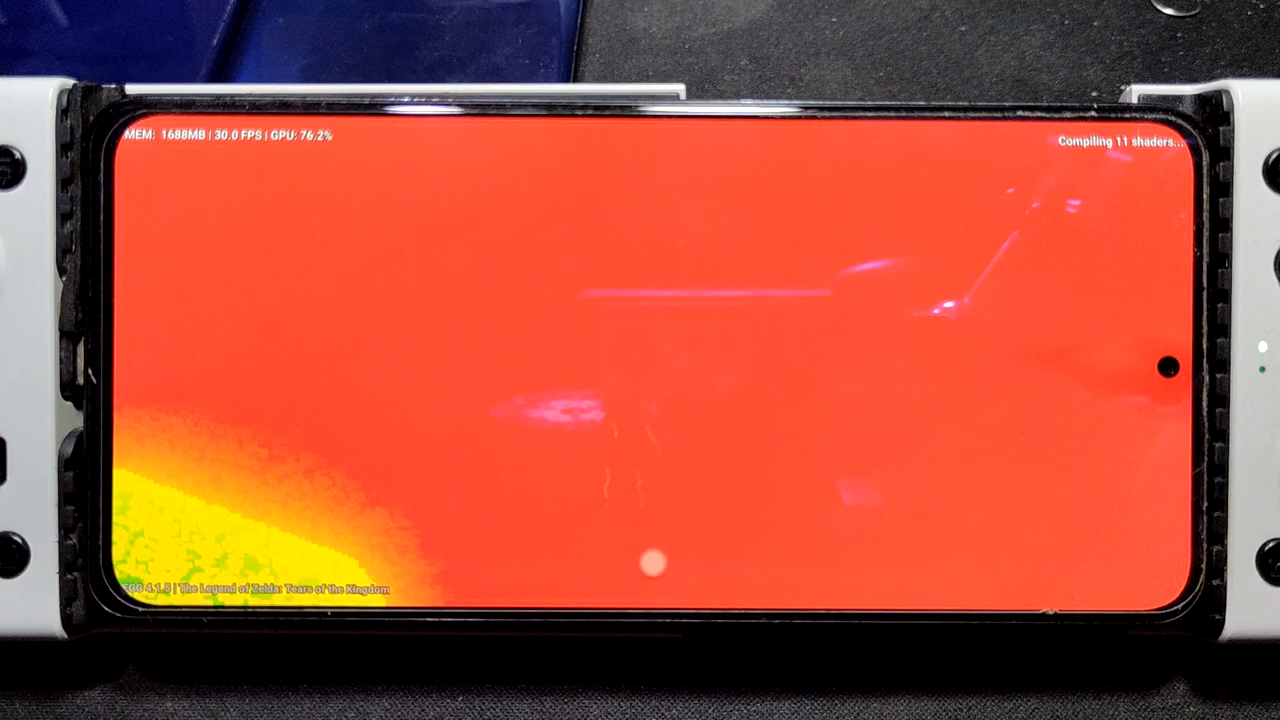 MEM: 1688MB | 30.0 FPS | GPU: 76.2%
Compiling 11 shaders...
EGG 4.1.5 | The Legend of Zelda: Tears of the Kingdom